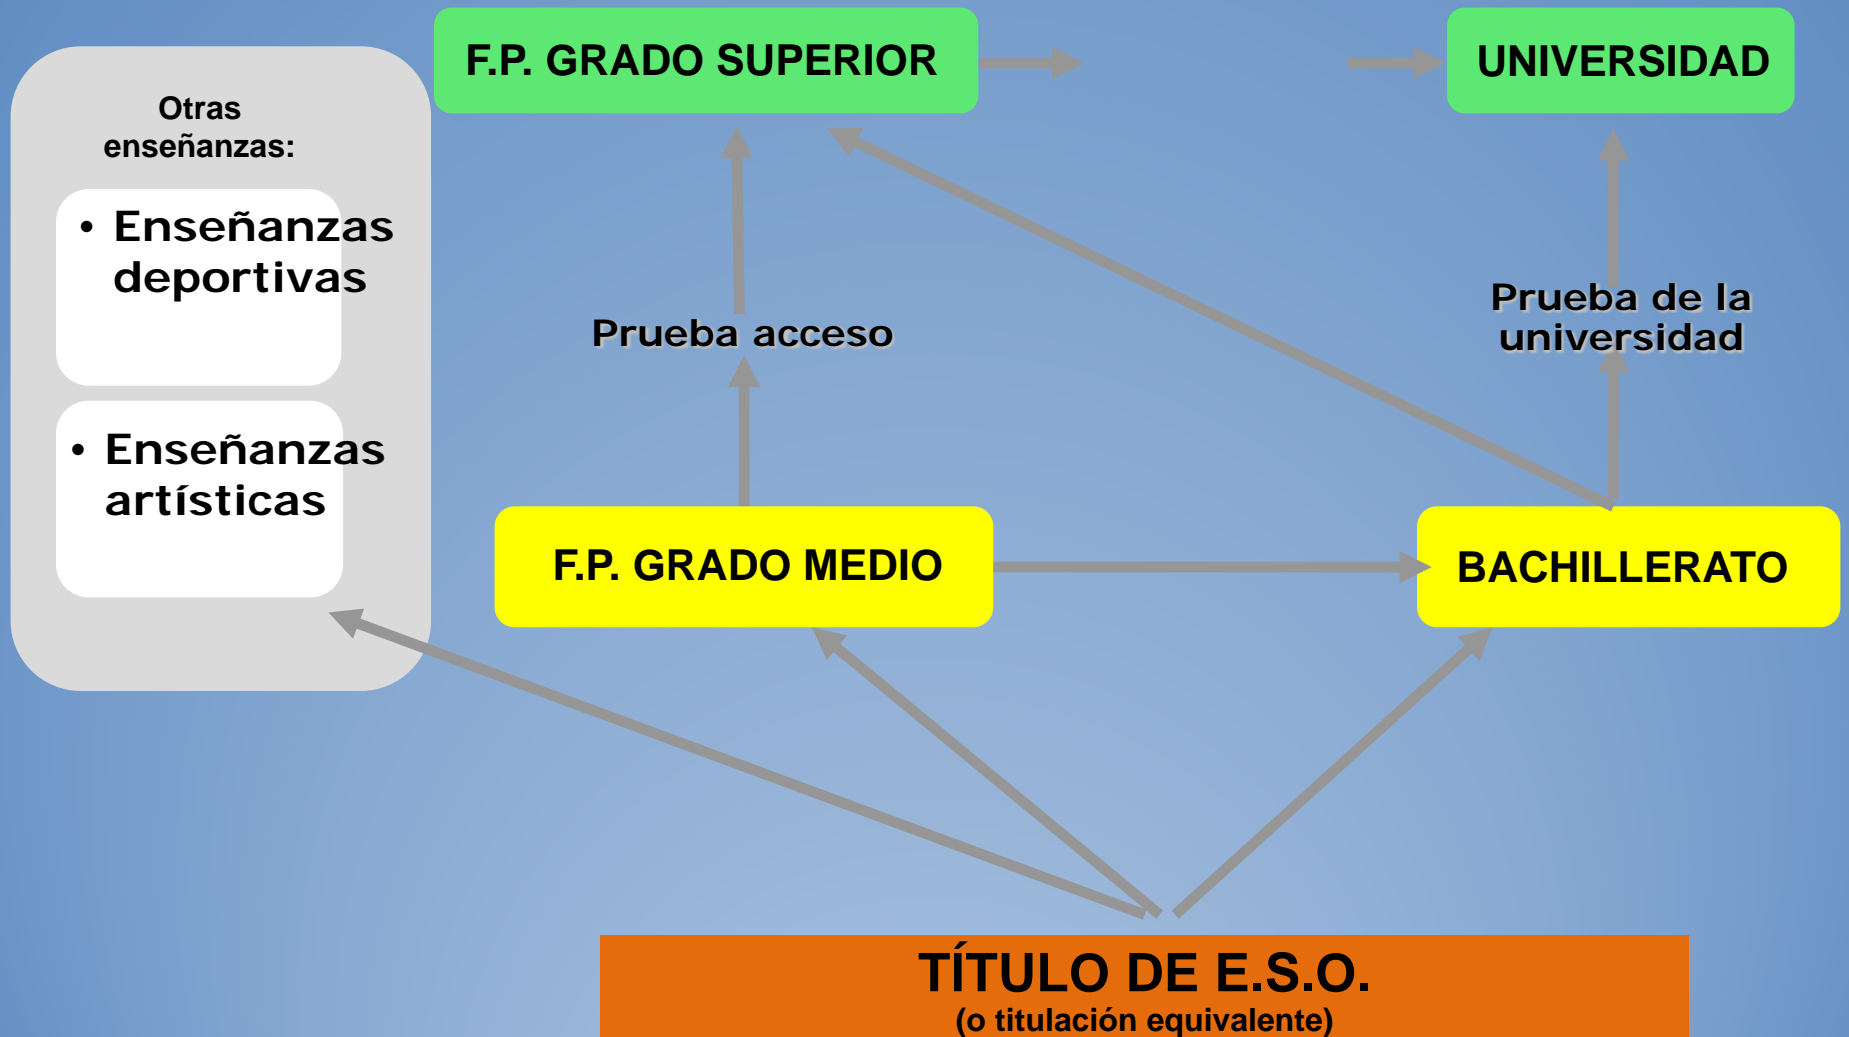 F.P. GRADO SUPERIOR
UNIVERSIDAD
Otras
enseñanzas:
• Enseñanzas
deportivas
Prueba de la
universidad
Prueba acceso
• Enseñanzas
artísticas
F.P. GRADO MEDIO
BACHILLERATO
TÍTULO DE E.S.O.
(o titulación equivalente)